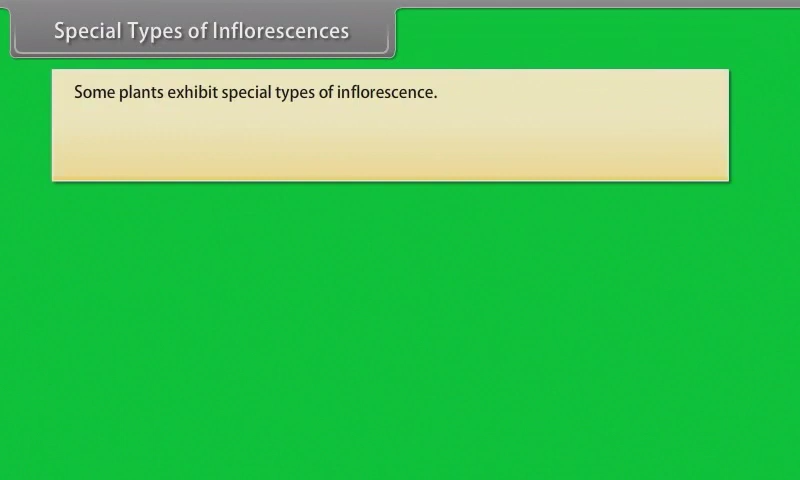 Special Types of Inflorescences
Some plants exhibit special types of inflorescence.